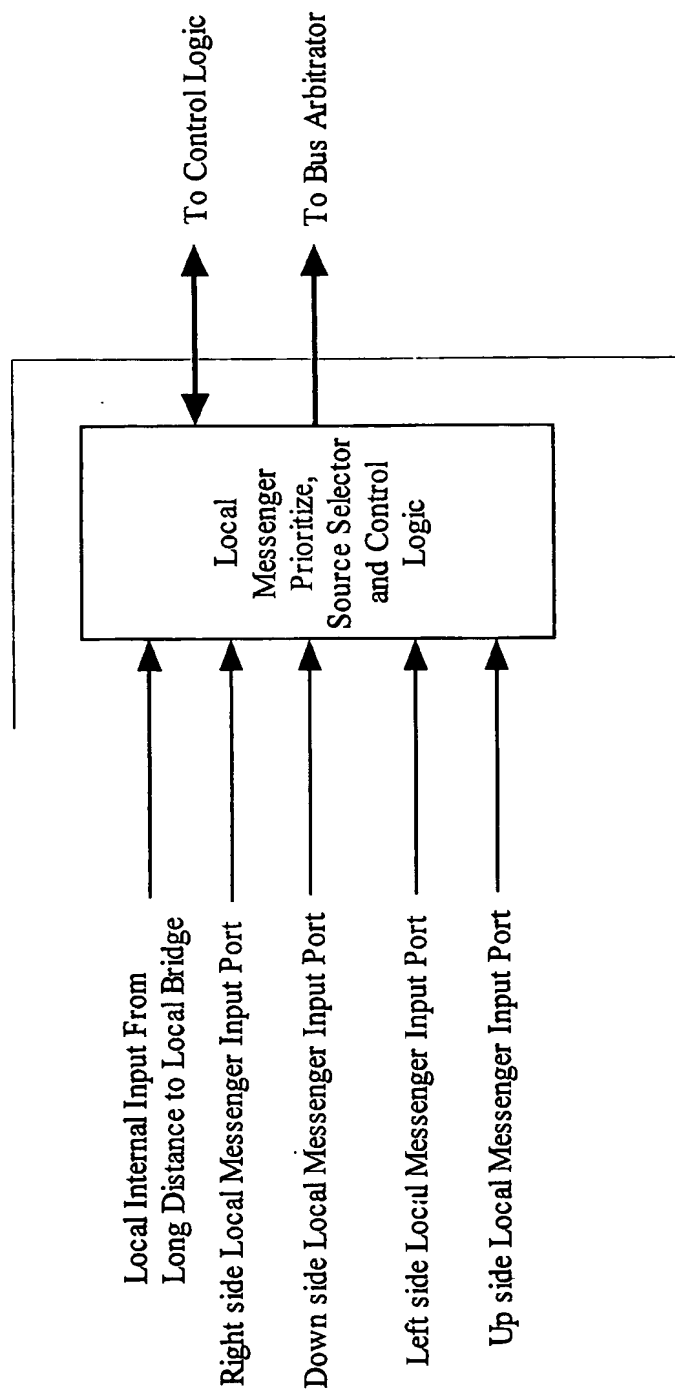 Local Internal Input From
Long Distance to Local Bridge
Right side Local Messenger Input Port
Down side Local Messenger Input Port
Left side Local Messenger Input Port
Up side Local Messenger Input Port
Local
Messenger
Prioritize,
Source Selector
and Control
Logic
To Control Logic
To Bus Arbitrator